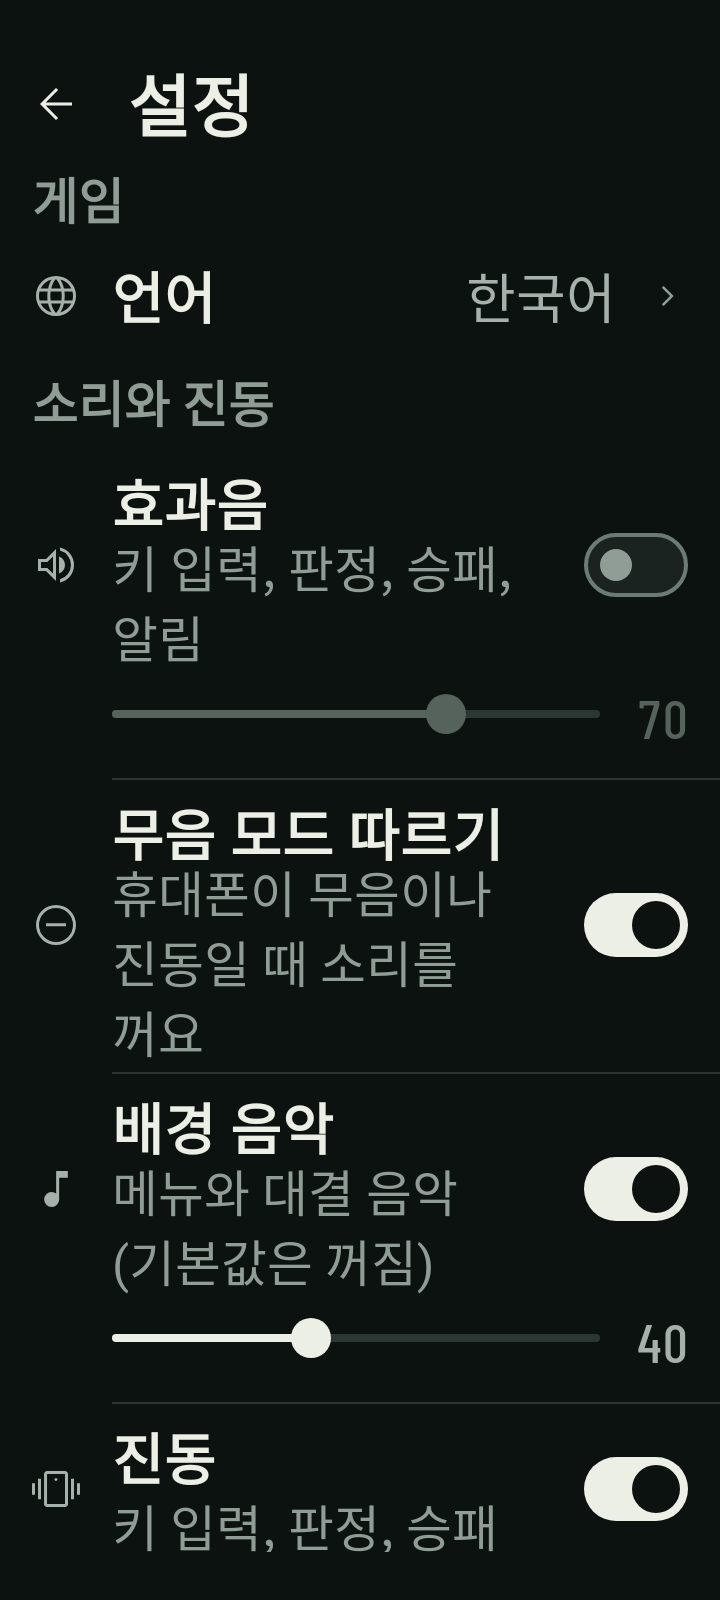 설정
게임
언어 한국어
소리와 진동
효과음
키 입력, 판정, 승패,
알림
70
무음 모드 따르기
휴대폰이 무음이나
진동일 때 소리를
꺼요
배경 음악
메뉴와 대결 음악
(기본값은 꺼짐)
40
진동
키 입력, 판정, 승패